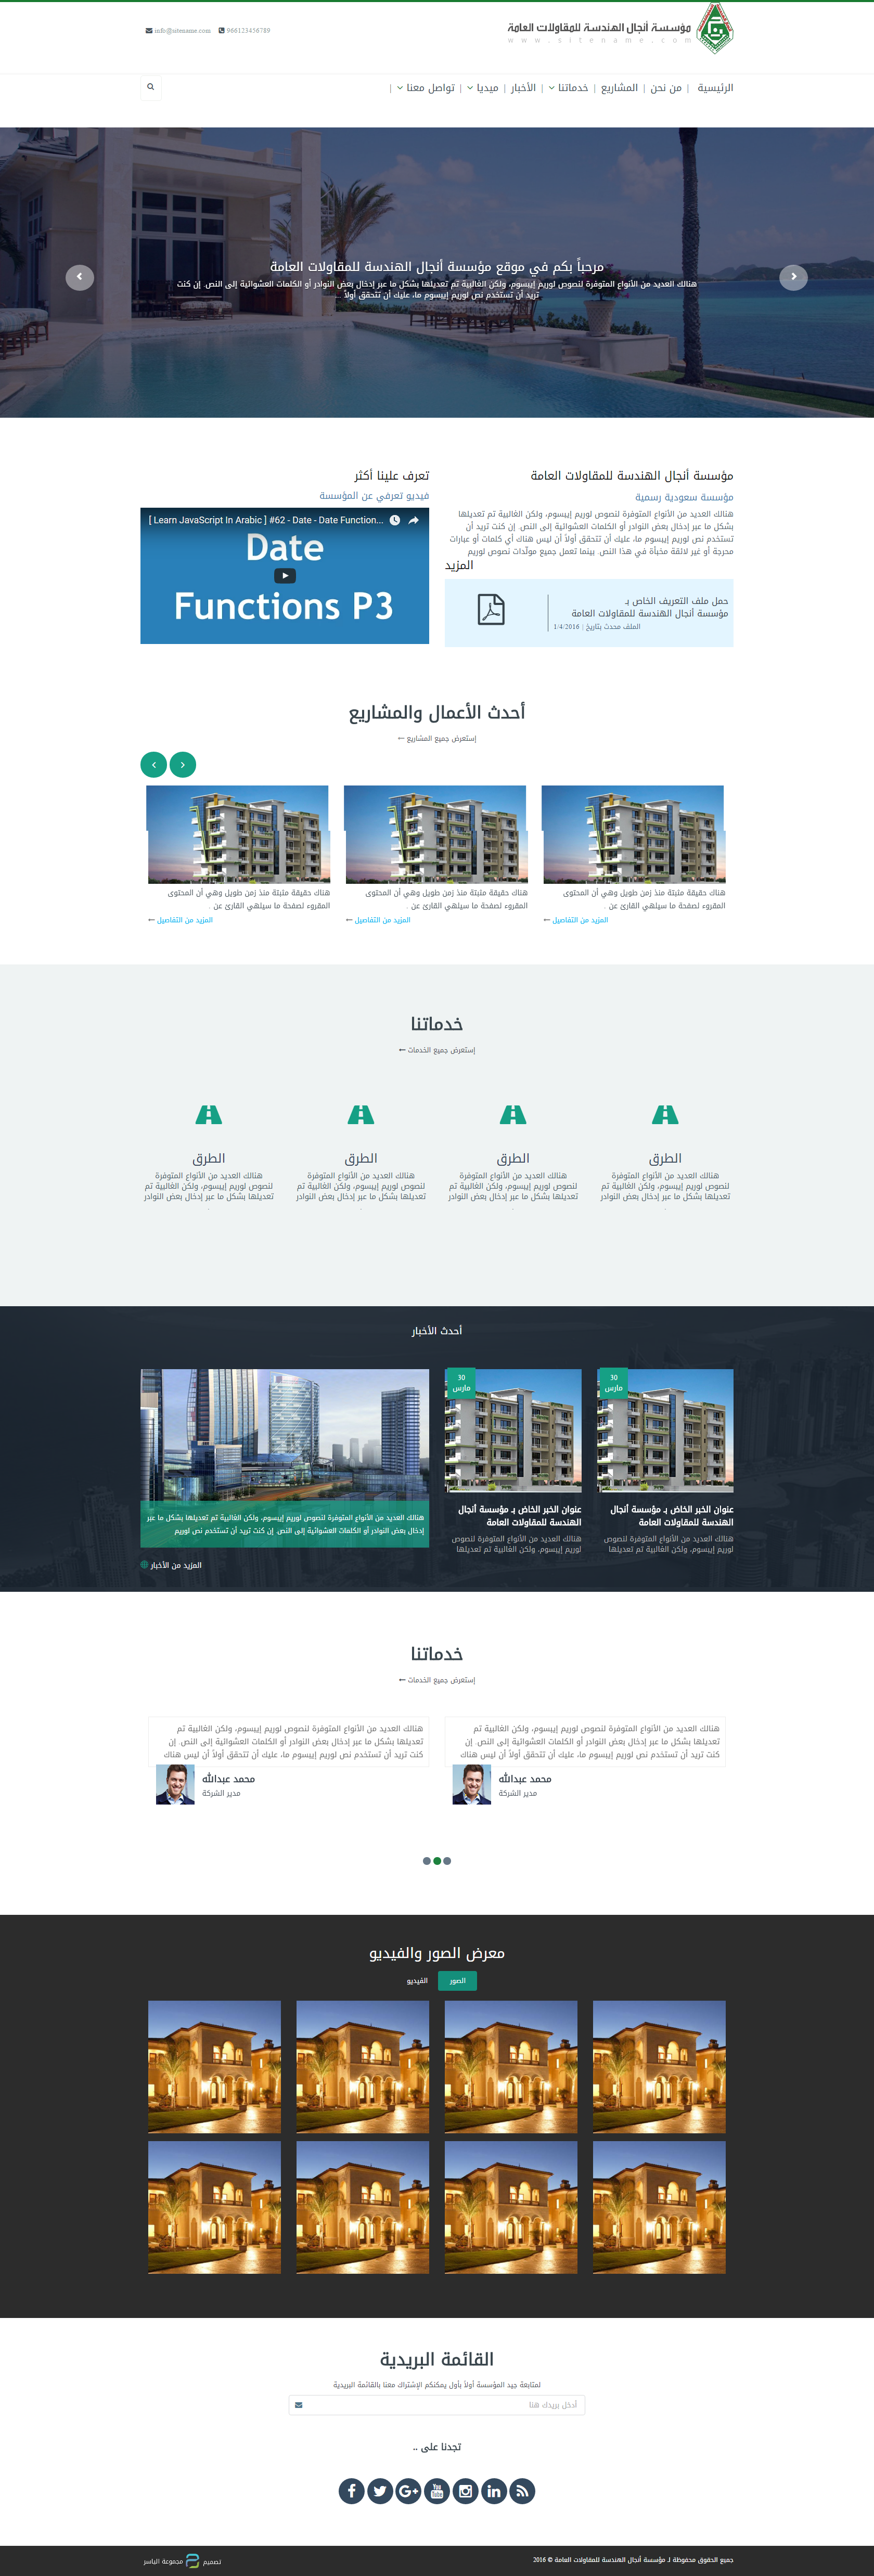 مؤسسة أنجال الهندسة للمقاولات العامة
www.sitename.com
info@sitename.com 966123456789
الرئيسية | من نحن | المشاريع | خدماتنا | الأخبار | ميديا | تواصل معنا |
مرحباً بكم في موقع مؤسسة أنجال الهندسة للمقاولات العامة
هنالك العديد من الأنواع المتوفرة لنصوص لوريم إيبسوم، ولكن الغالبية تم تعديلها بشكل ما عبر إدخال بعض النوادر أو الكلمات العشوائية إلى النص. إن كنت
تريد أن تستخدم نص لوريم إيبسوم ما، عليك أن تتحقق أولاً
مؤسسة أنجال الهندسة للمقاولات العامة
مؤسسة سعودية رسمية
هنالك العديد من الأنواع المتوفرة لنصوص لوريم إيبسوم، ولكن الغالبية تم تعديلها
بشكل ما عبر إدخال بعض النوادر أو الكلمات العشوائية إلى النص. إن كنت تريد أن
تستخدم نص لوريم إيبسوم ما، عليك أن تتحقق أولاً أن ليس هناك أي كلمات أو عبارات
محرجة أو غير لائقة مخبأة في هذا النص. بينما تعمل جميع مولّدات نصوص لوريم
المزيد
حمل ملف التعريف الخاص بـ
مؤسسة أنجال الهندسة للمقاولات العامة
الملف محدث بتاريخ | 1/4/2016
تعرف علينا أكثر
فيديو تعرفي عن المؤسسة
[ Learn JavaScript In Arabic ] #62 - Date - Date Function...
Date
Functions P3
أحدث الأعمال والمشاريع
إستعرض جميع المشاريع
هناك حقيقة مثبتة منذ زمن طويل وهي أن المحتوى
المقروء لصفحة ما سيلهي القارئ عن .
المزيد من التفاصيل
هناك حقيقة مثبتة منذ زمن طويل وهي أن المحتوى
المقروء لصفحة ما سيلهي القارئ عن .
المزيد من التفاصيل
هناك حقيقة مثبتة منذ زمن طويل وهي أن المحتوى
المقروء لصفحة ما سيلهي القارئ عن .
المزيد من التفاصيل
خدماتنا
إستعرض جميع الخدمات
الطرق
هنالك العديد من الأنواع المتوفرة
لنصوص لوريم إيبسوم، ولكن الغالبية تم
تعديلها بشكل ما عبر إدخال بعض النوادر
.
الطرق
هنالك العديد من الأنواع المتوفرة
لنصوص لوريم إيبسوم، ولكن الغالبية تم
تعديلها بشكل ما عبر إدخال بعض النوادر
.
الطرق
هنالك العديد من الأنواع المتوفرة
لنصوص لوريم إيبسوم، ولكن الغالبية تم
تعديلها بشكل ما عبر إدخال بعض النوادر
.
الطرق
هنالك العديد من الأنواع المتوفرة
لنصوص لوريم إيبسوم، ولكن الغالبية تم
تعديلها بشكل ما عبر إدخال بعض النوادر
.
أحدث الأخبار
30
مارس
عنوان الخبر الخاص بـ مؤسسة أنجال
الهندسة للمقاولات العامة
هنالك العديد من الأنواع المتوفرة لنصوص
لوريم إيبسوم، ولكن الغالبية تم تعديلها
30
مارس
عنوان الخبر الخاص بـ مؤسسة أنجال
الهندسة للمقاولات العامة
هنالك العديد من الأنواع المتوفرة لنصوص
لوريم إيبسوم، ولكن الغالبية تم تعديلها
هنالك العديد من الأنواع المتوفرة لنصوص لوريم إيبسوم، ولكن الغالبية تم تعديلها بشكل ما عبر
إدخال بعض النوادر أو الكلمات العشوائية إلى النص. إن كنت تريد أن تستخدم نص لوريم
المزيد من الأخبار
خدماتنا
إستعرض جميع الخدمات
هنالك العديد من الأنواع المتوفرة لنصوص لوريم إيبسوم، ولكن الغالبية تم
تعديلها بشكل ما عبر إدخال بعض النوادر أو الكلمات العشوائية إلى النص. إن
كنت تريد أن تستخدم نص لوريم إيبسوم ما، عليك أن تتحقق أولاً أن ليس هناك
محمد عبدالله
مدير الشركة
هنالك العديد من الأنواع المتوفرة لنصوص لوريم إيبسوم، ولكن الغالبية تم
تعديلها بشكل ما عبر إدخال بعض النوادر أو الكلمات العشوائية إلى النص. إن
كنت تريد أن تستخدم نص لوريم إيبسوم ما، عليك أن تتحقق أولاً أن ليس هناك
محمد عبدالله
مدير الشركة
معرض الصور والفيديو
الصور الفيديو
القائمة البريدية
لمتابعة جيد المؤسسة أولاً بأول يمكنكم الإشتراك معنا بالقائمة البريدية
أدخل بريدك هنا
تجدنا على ..
جميع الحقوق محفوظة لـ مؤسسة أنجال الهندسة للمقاولات العامة © 2016
تصميم مجموعة الياسر